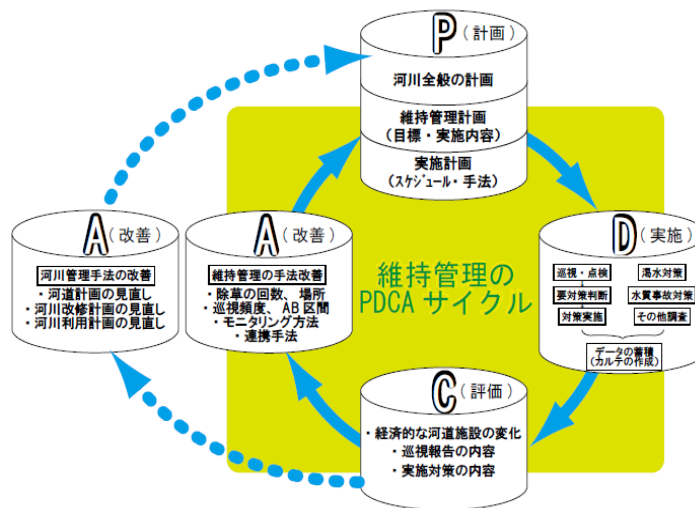 P（計画）
河川全般の計画
維持管理計画
(目標・実施内容)
実施計画
(スケジュール・手法)
A（改善）
河川管理手法の改善
・河道計画の見直し
・河川改修計画の見直し
・河川利用計画の見直し
A（改善）
維持管理の手法改善
・除草の回数、場所
・巡視頻度、AB区間
・モニタリング方法
・連携手法
維持管理の
PDCAサイクル
D（実施）
巡視・点検
渇水対策
要対策判断
水質事故対策
対策実施
その他調査
データの蓄積
(カルテの作成)
C（評価）
・経済的な河道施設の変化
・巡視報告の内容
・実施対策の内容